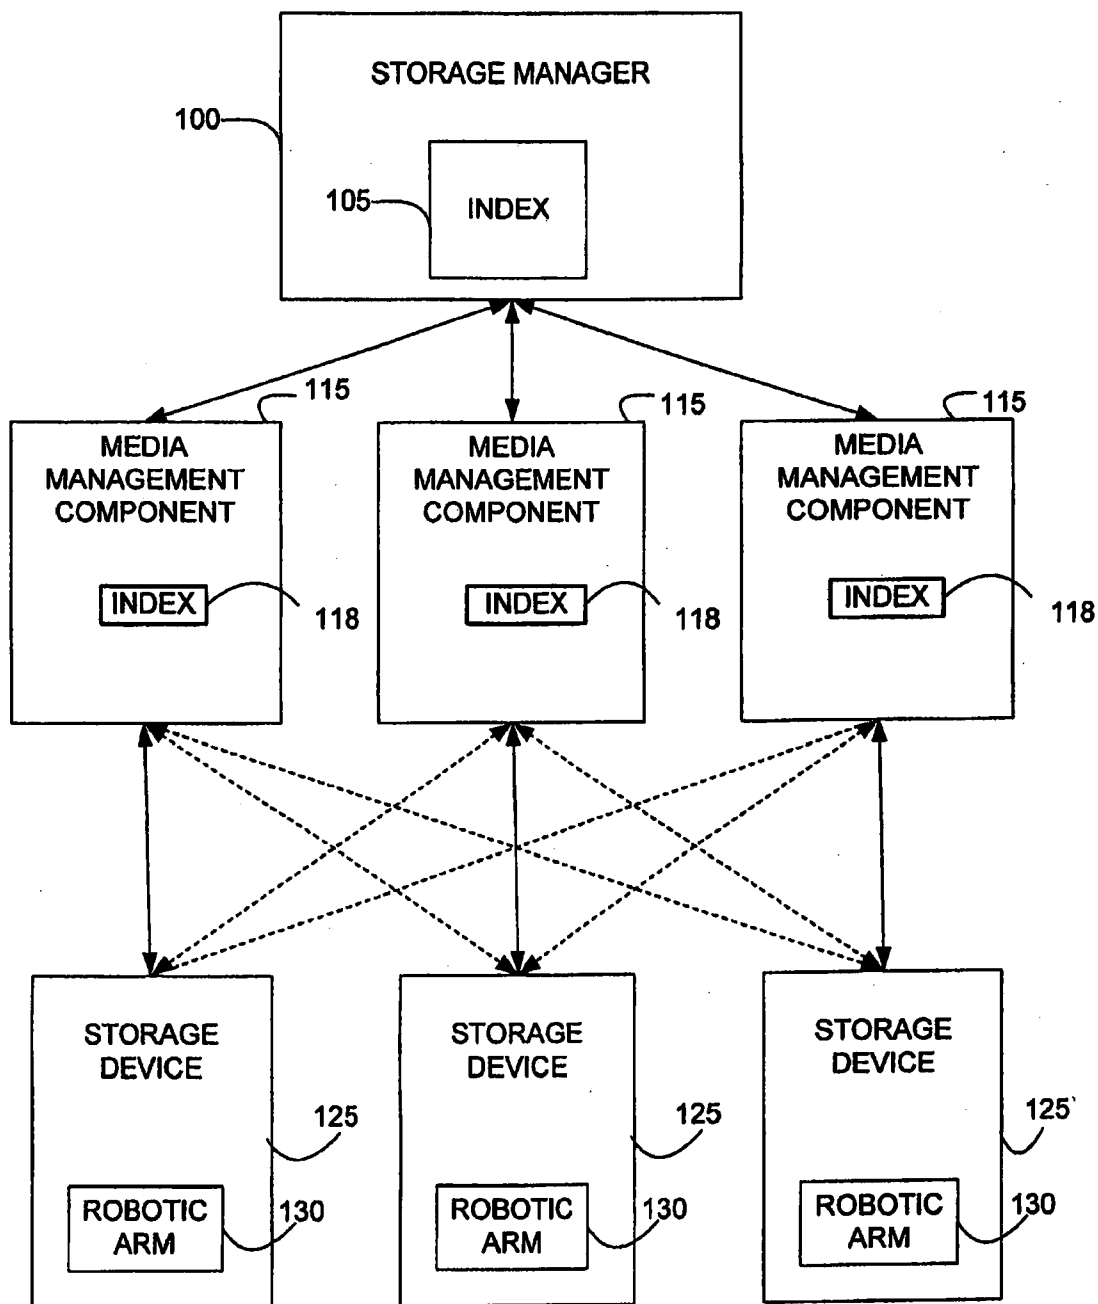 STORAGE MANAGER
100
105
INDEX
115
115
115
MEDIA
MANAGEMENT
COMPONENT
MEDIA
MANAGEMENT
COMPONENT
MEDIA
MANAGEMENT
COMPONENT
INDEX
118
INDEX
118
INDEX
118
STORAGE
DEVICE
STORAGE
DEVICE
STORAGE
DEVICE
125
125
125
ROBOTIC
ARM
130
ROBOTIC
ARM
130
ROBOTIC
ARM
130